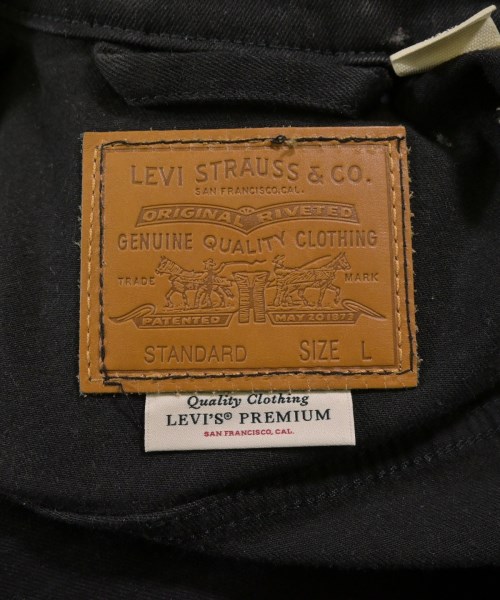 LEVI STRAUSS & CO.
SAN FRANCISCO, CAL.
ORIGINAL RIVETED
GENUINE QUALITY CLOTHING
TRADE MARK
PATENTED MAY 20 1873
STANDARD SIZE L
Quality Clothing
LEVI'S® PREMIUM
SAN FRANCISCO, CAL.